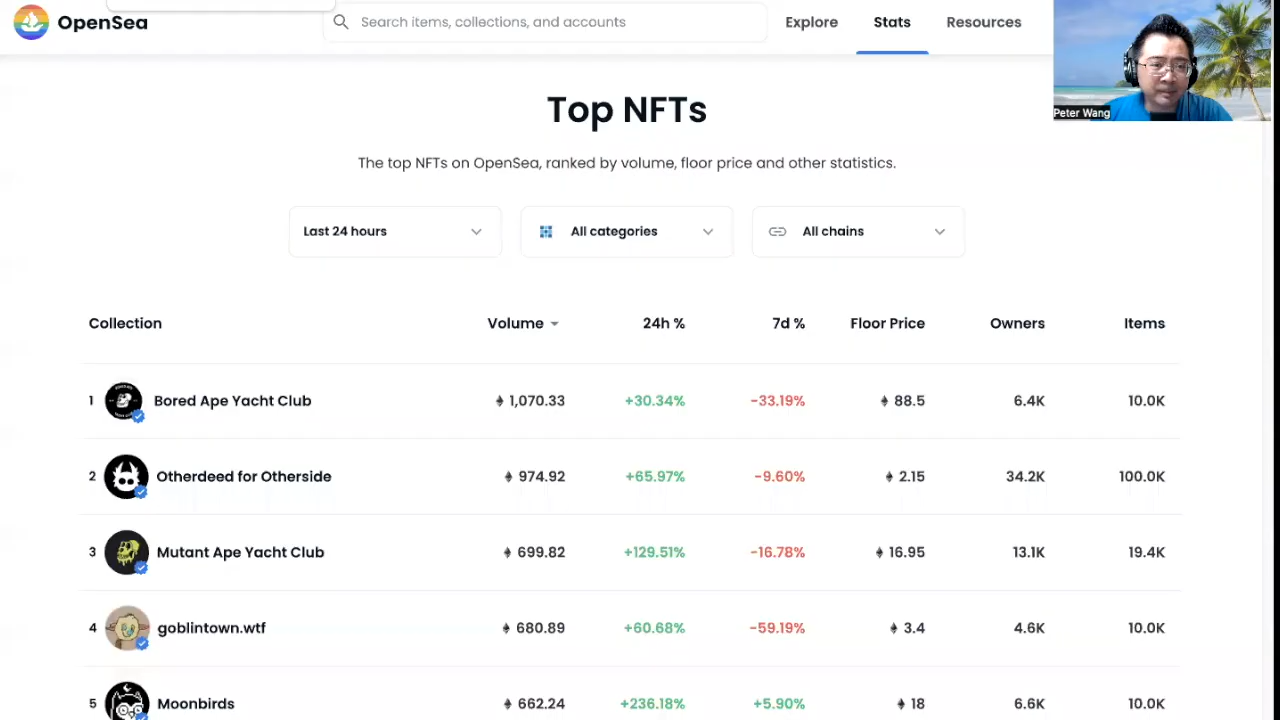 OpenSea
Search items, collections, and accounts
Explore
Stats
Resources
Peter Wang
Top NFTs
The top NFTs on OpenSea, ranked by volume, floor price and other statistics.
Last 24 hours
All categories
All chains
Collection Volume 24h % 7d % Floor Price Owners Items
1 Bored Ape Yacht Club 1,070.33 +30.34% -33.19% 88.5 6.4K 10.0K
2 Otherdeed for Otherside 974.92 +65.97% -9.60% 2.15 34.2K 100.0K
3 Mutant Ape Yacht Club 699.82 +129.51% -16.78% 16.95 13.1K 19.4K
4 goblintown.wtf 680.89 +60.68% -59.19% 3.4 4.6K 10.0K
5 Moonbirds 662.24 +236.18% +5.90% 18 6.6K 10.0K